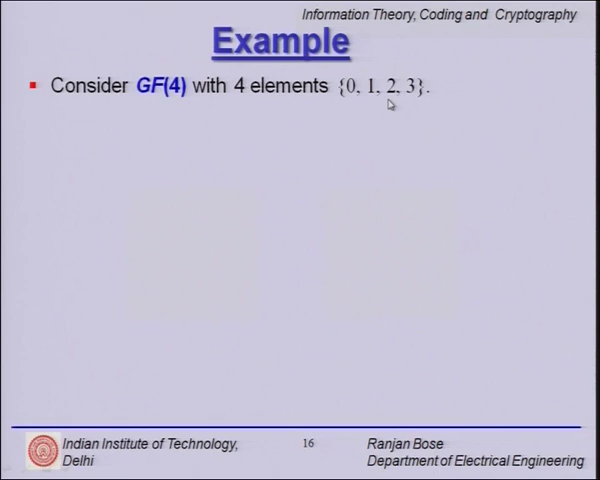 Information Theory, Coding and Cryptography
Example
Consider GF(4) with 4 elements {0, 1, 2, 3}.
Indian Institute of Technology,
Delhi
16
Ranjan Bose
Department of Electrical Engineering